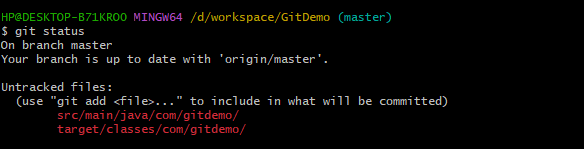 HP@DESKTOP-B71KROO MINGW64 /d/workspace/GitDemo (master)
$ git status
On branch master
Your branch is up to date with 'origin/master'.
Untracked files:
(use "git add <file>..." to include in what will be committed)
src/main/java/com/gitdemo/
target/classes/com/gitdemo/